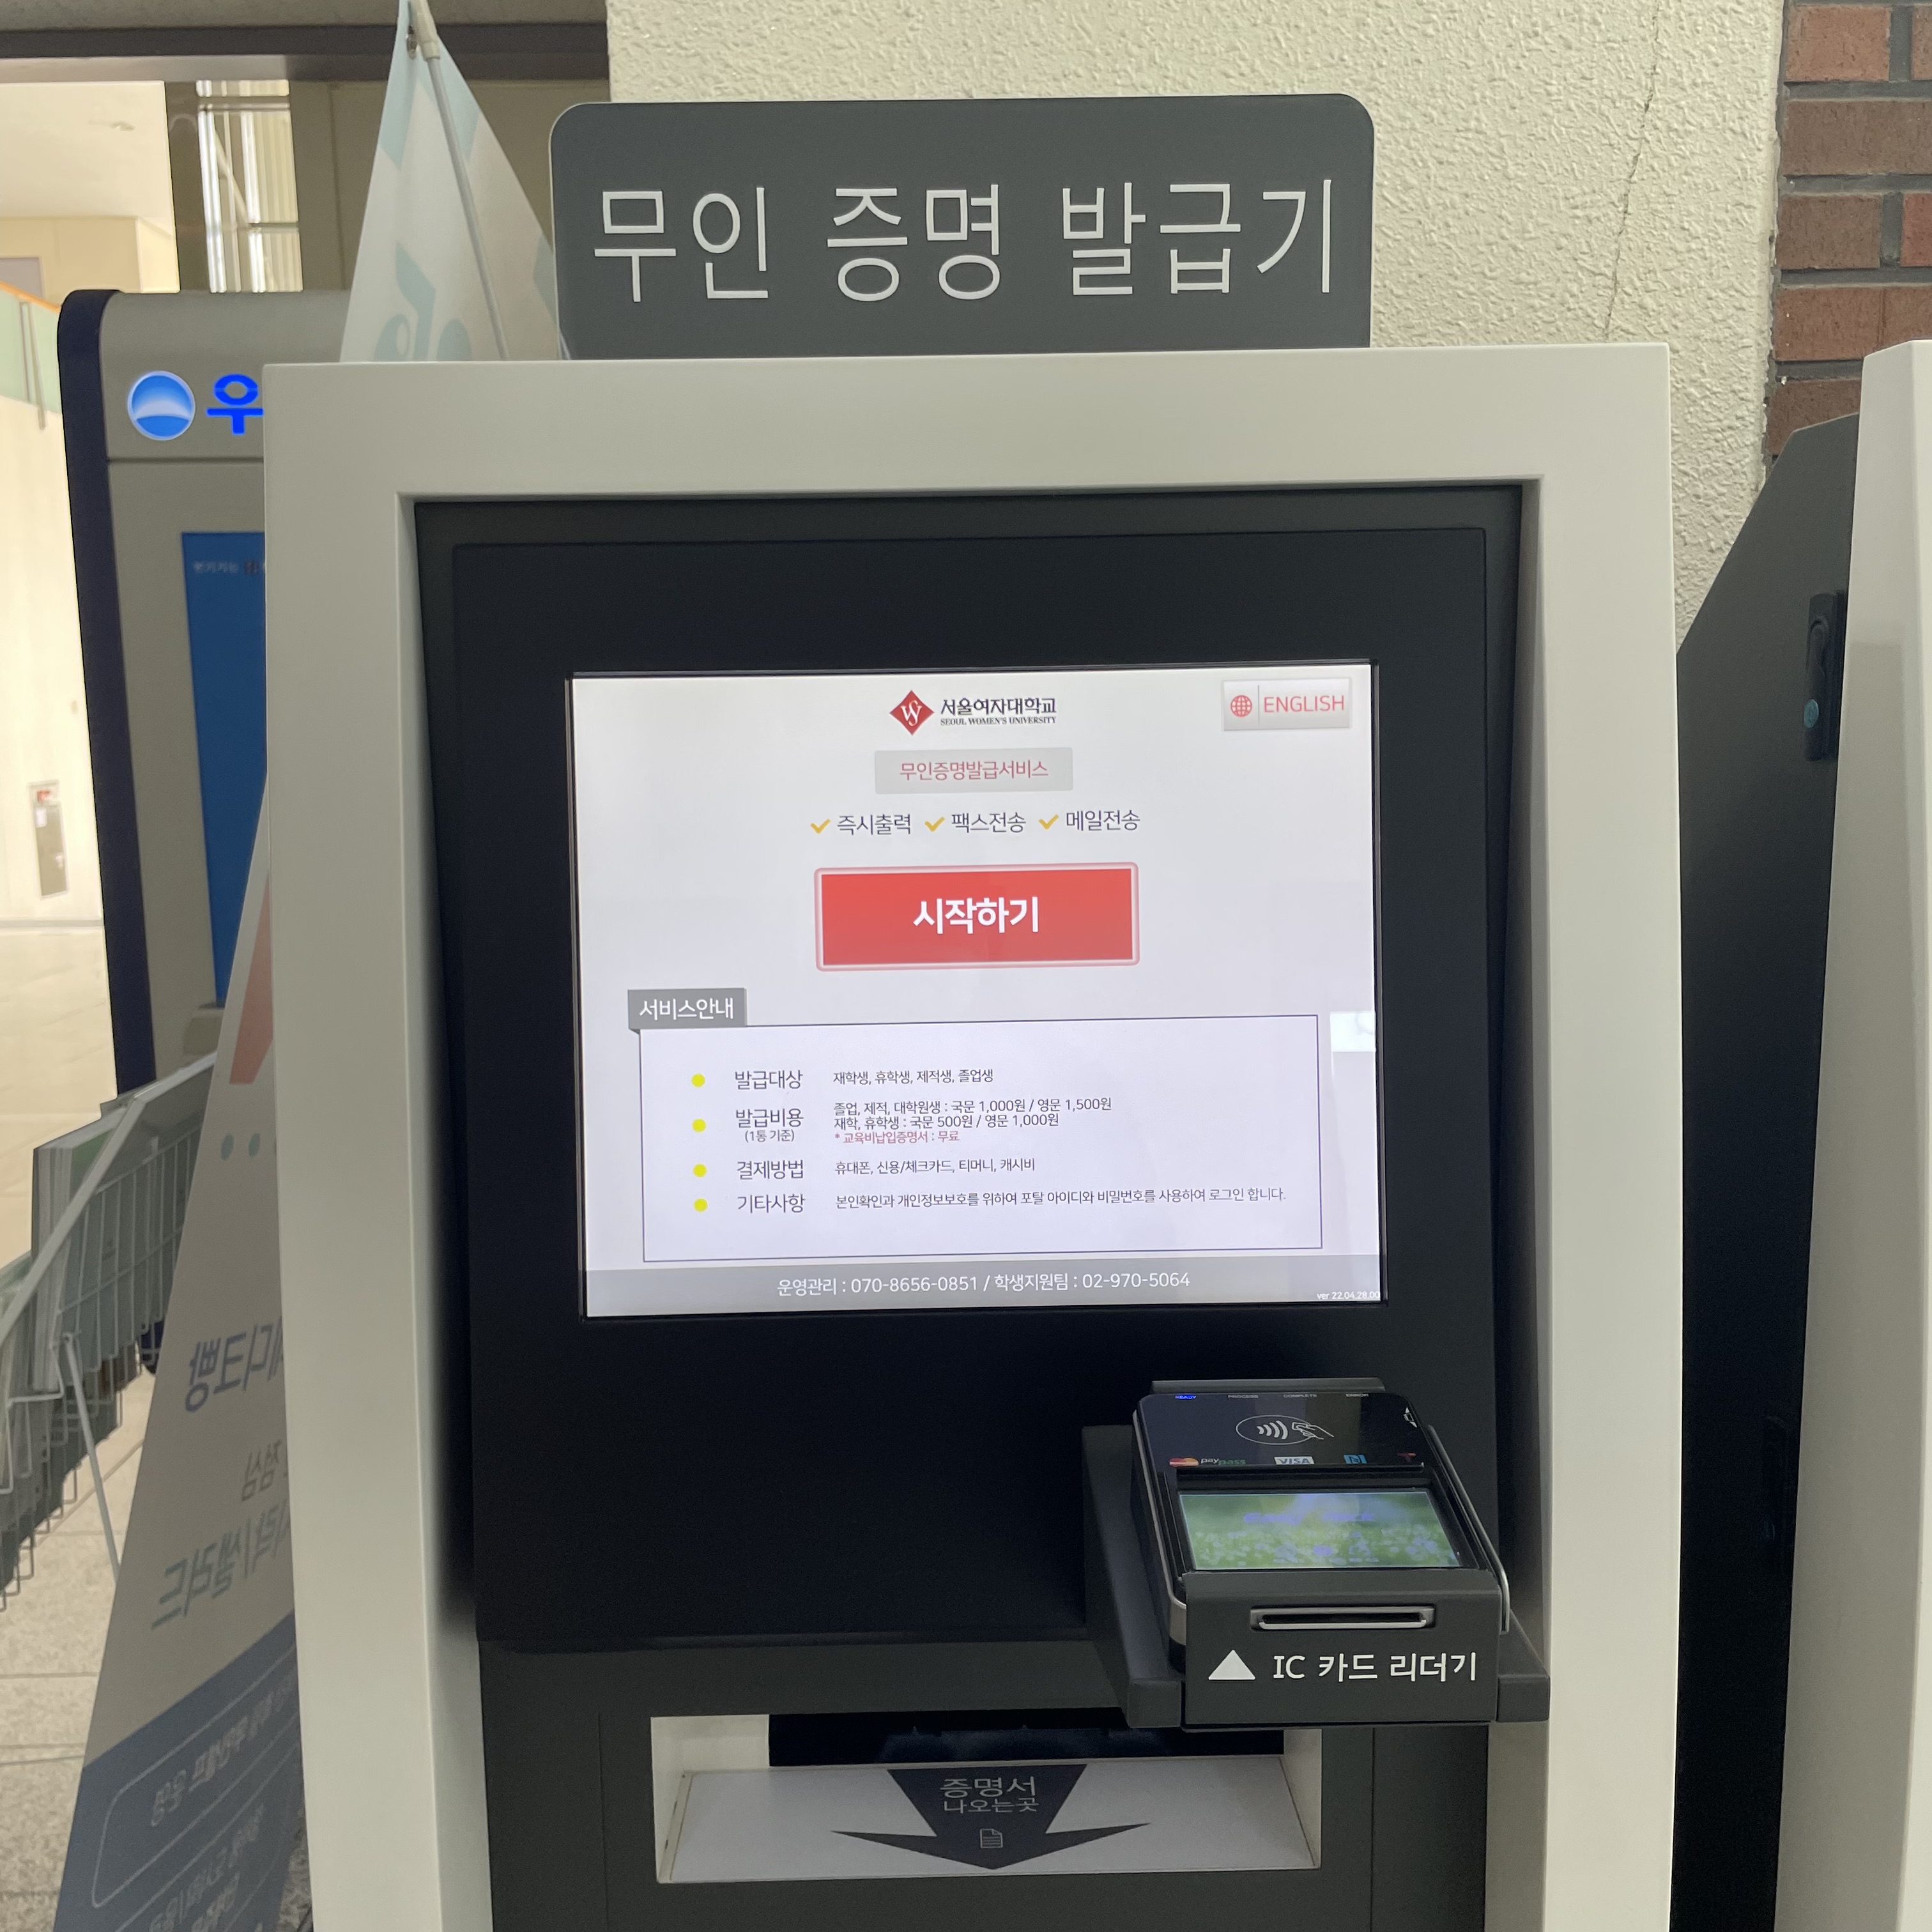 무인 증명 발급기
우
서울여자대학교
SEOUL WOMEN'S UNIVERSITY
ENGLISH
무인증명발급서비스
즉시출력 팩스전송 메일전송
시작하기
서비스안내
발급대상 재학생, 휴학생, 제적생, 졸업생
발급비용 졸업, 제적, 대학원생 : 국문 1,000원 / 영문 1,500원
(1통 기준) 재학, 휴학생 : 국문 500원 / 영문 1,000원
* 교육비납입증명서 : 무료
결제방법 휴대폰, 신용/체크카드, 티머니, 캐시비
기타사항 본인확인과 개인정보보호를 위하여 포탈 아이디와 비밀번호를 사용하여 로그인 합니다.
운영관리 : 070-8656-0851 / 학생지원팀 : 02-970-5064
ver 22.04.28.00
VISA
IC 카드 리더기
증명서
나오는곳